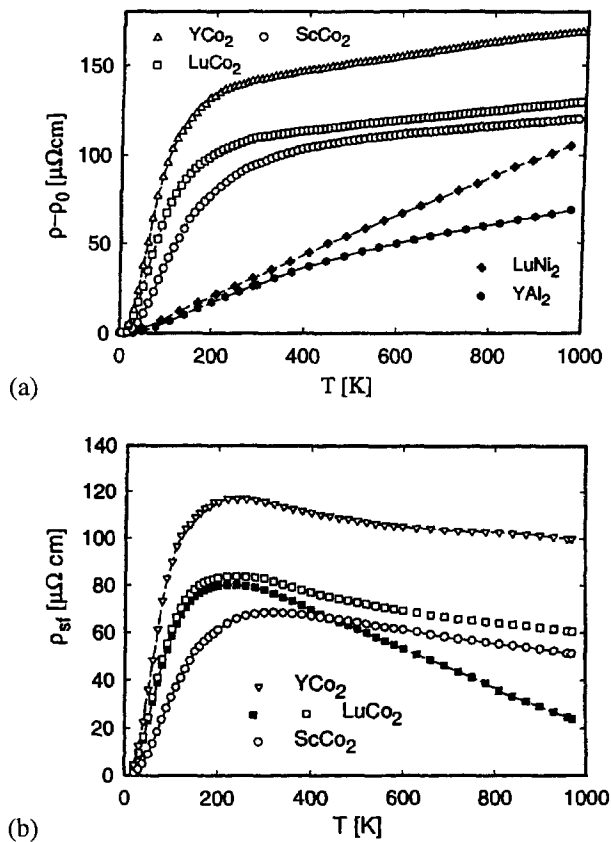 (a)
ρ−ρ₀ [μΩcm]
150
100
50
0
YCo₂
ScCo₂
LuCo₂
LuNi₂
YAl₂
0 200 400 600 800 1000
T [K]
(b)
ρsf [μΩ cm]
140
120
100
80
60
40
20
0
YCo₂
LuCo₂
ScCo₂
0 200 400 600 800 1000
T [K]